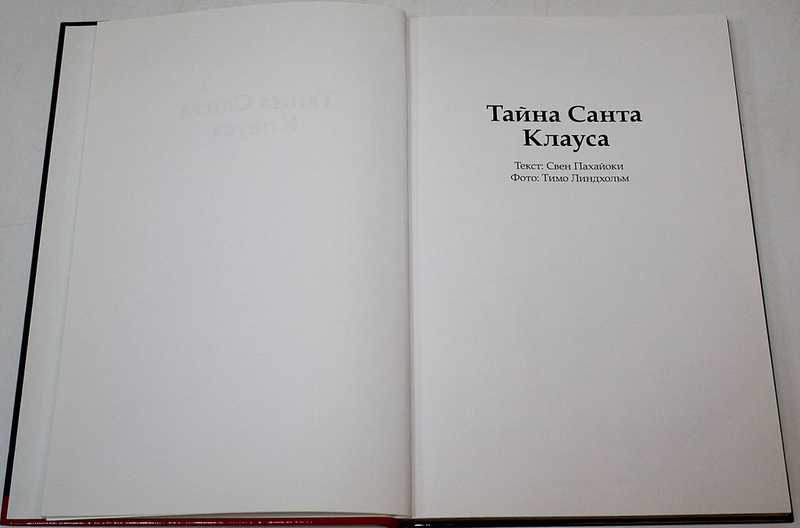 Тайна Санта
Клауса
Текст: Свен Пахайоки
Фото: Тимо Линдхольм